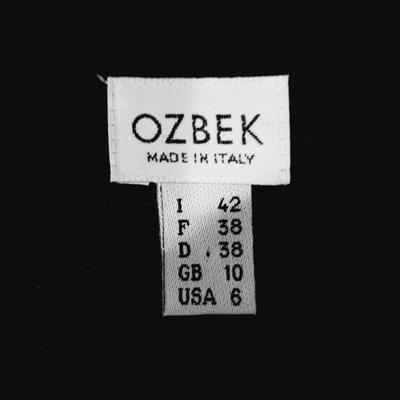 OZBEK
MADE IN ITALY
I 42
F 38
D 38
GB 10
USA 6